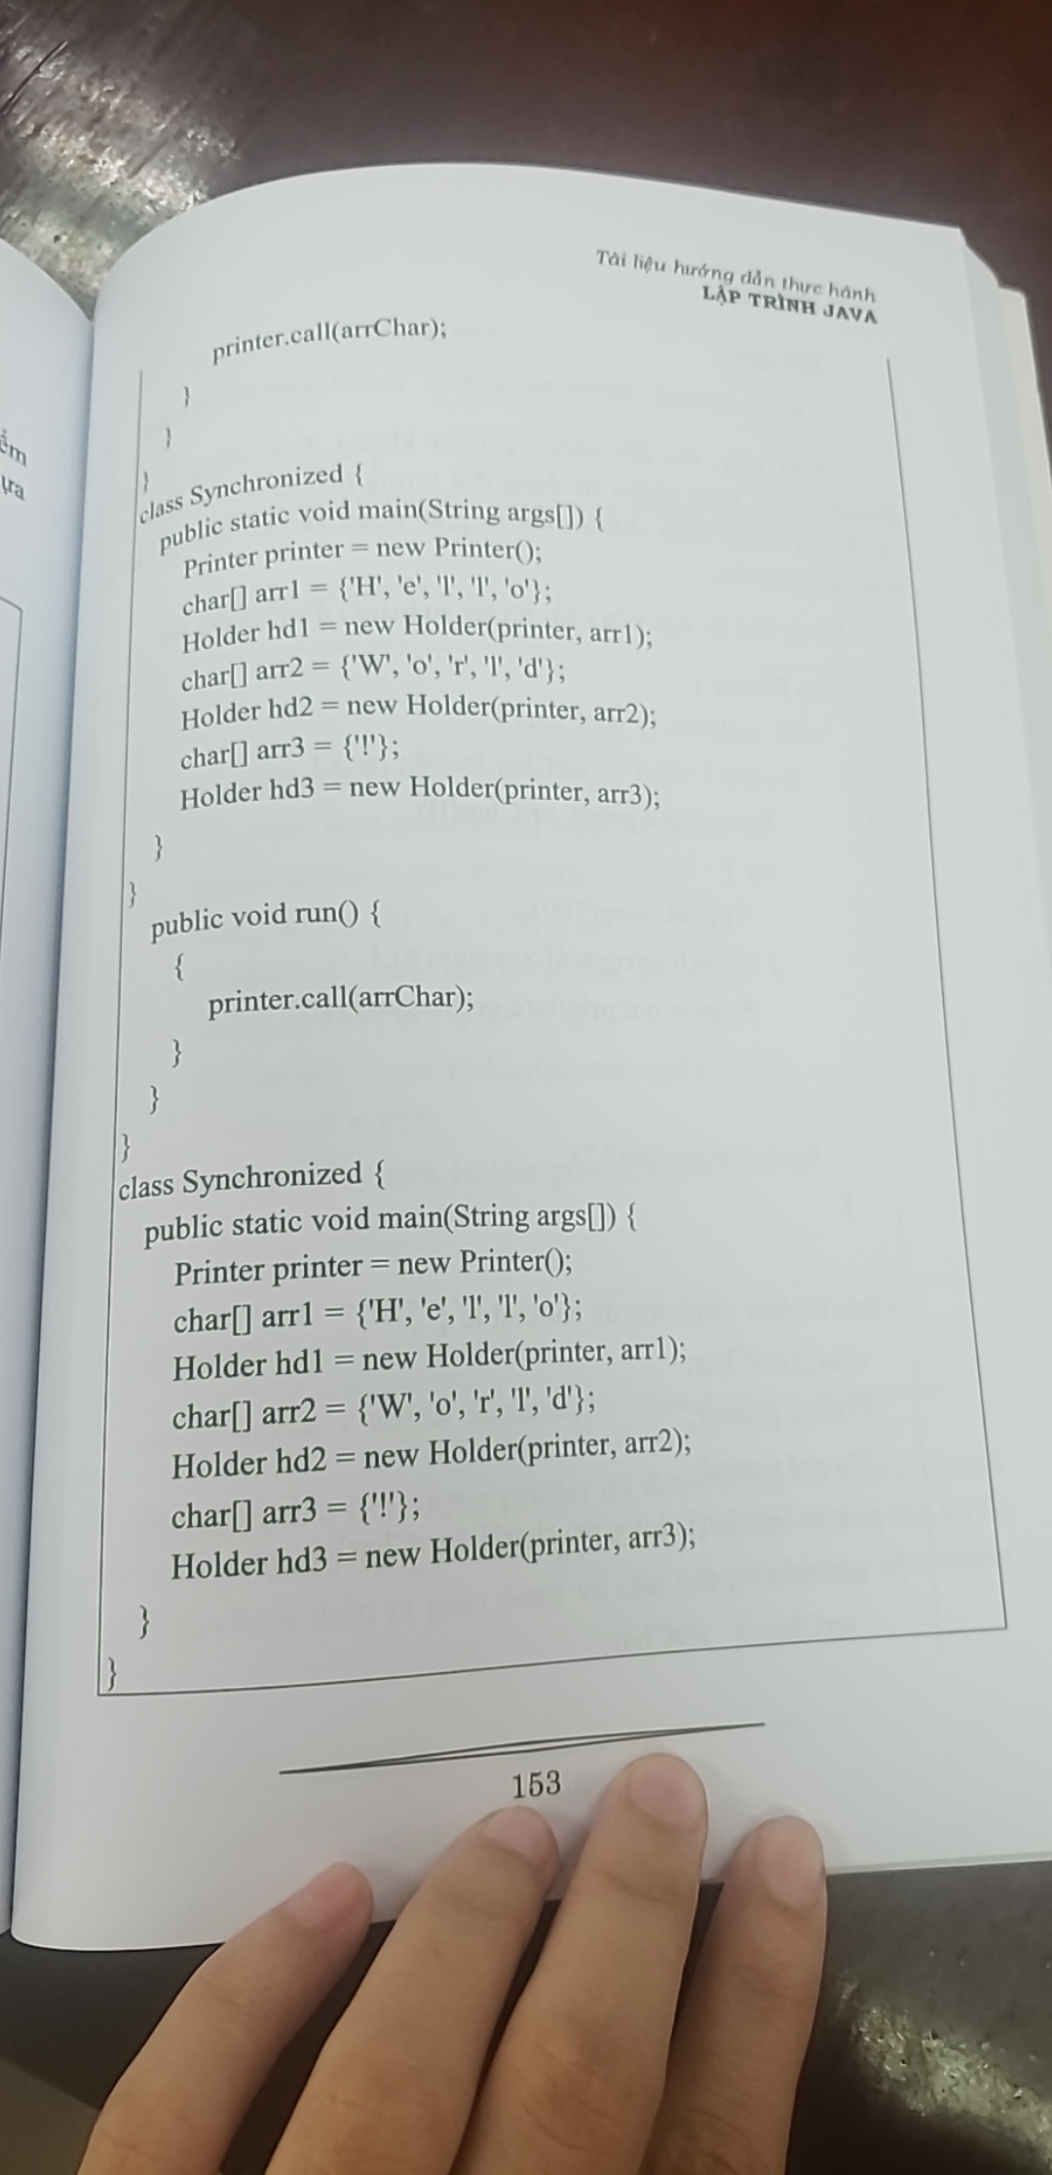 Tài liệu hướng dẫn thực hành
LẬP TRÌNH JAVA
printer.call(arrChar);
}
}
}
class Synchronized {
public static void main(String args[]) {
Printer printer = new Printer();
char[] arr1 = {'H', 'e', 'l', 'l', 'o'};
Holder hd1 = new Holder(printer, arr1);
char[] arr2 = {'W', 'o', 'r', 'l', 'd'};
Holder hd2 = new Holder(printer, arr2);
char[] arr3 = {'!'};
Holder hd3 = new Holder(printer, arr3);
}
}
public void run() {
{
printer.call(arrChar);
}
}
}
class Synchronized {
public static void main(String args[]) {
Printer printer = new Printer();
char[] arr1 = {'H', 'e', 'l', 'l', 'o'};
Holder hd1 = new Holder(printer, arr1);
char[] arr2 = {'W', 'o', 'r', 'l', 'd'};
Holder hd2 = new Holder(printer, arr2);
char[] arr3 = {'!'};
Holder hd3 = new Holder(printer, arr3);
}
}
153